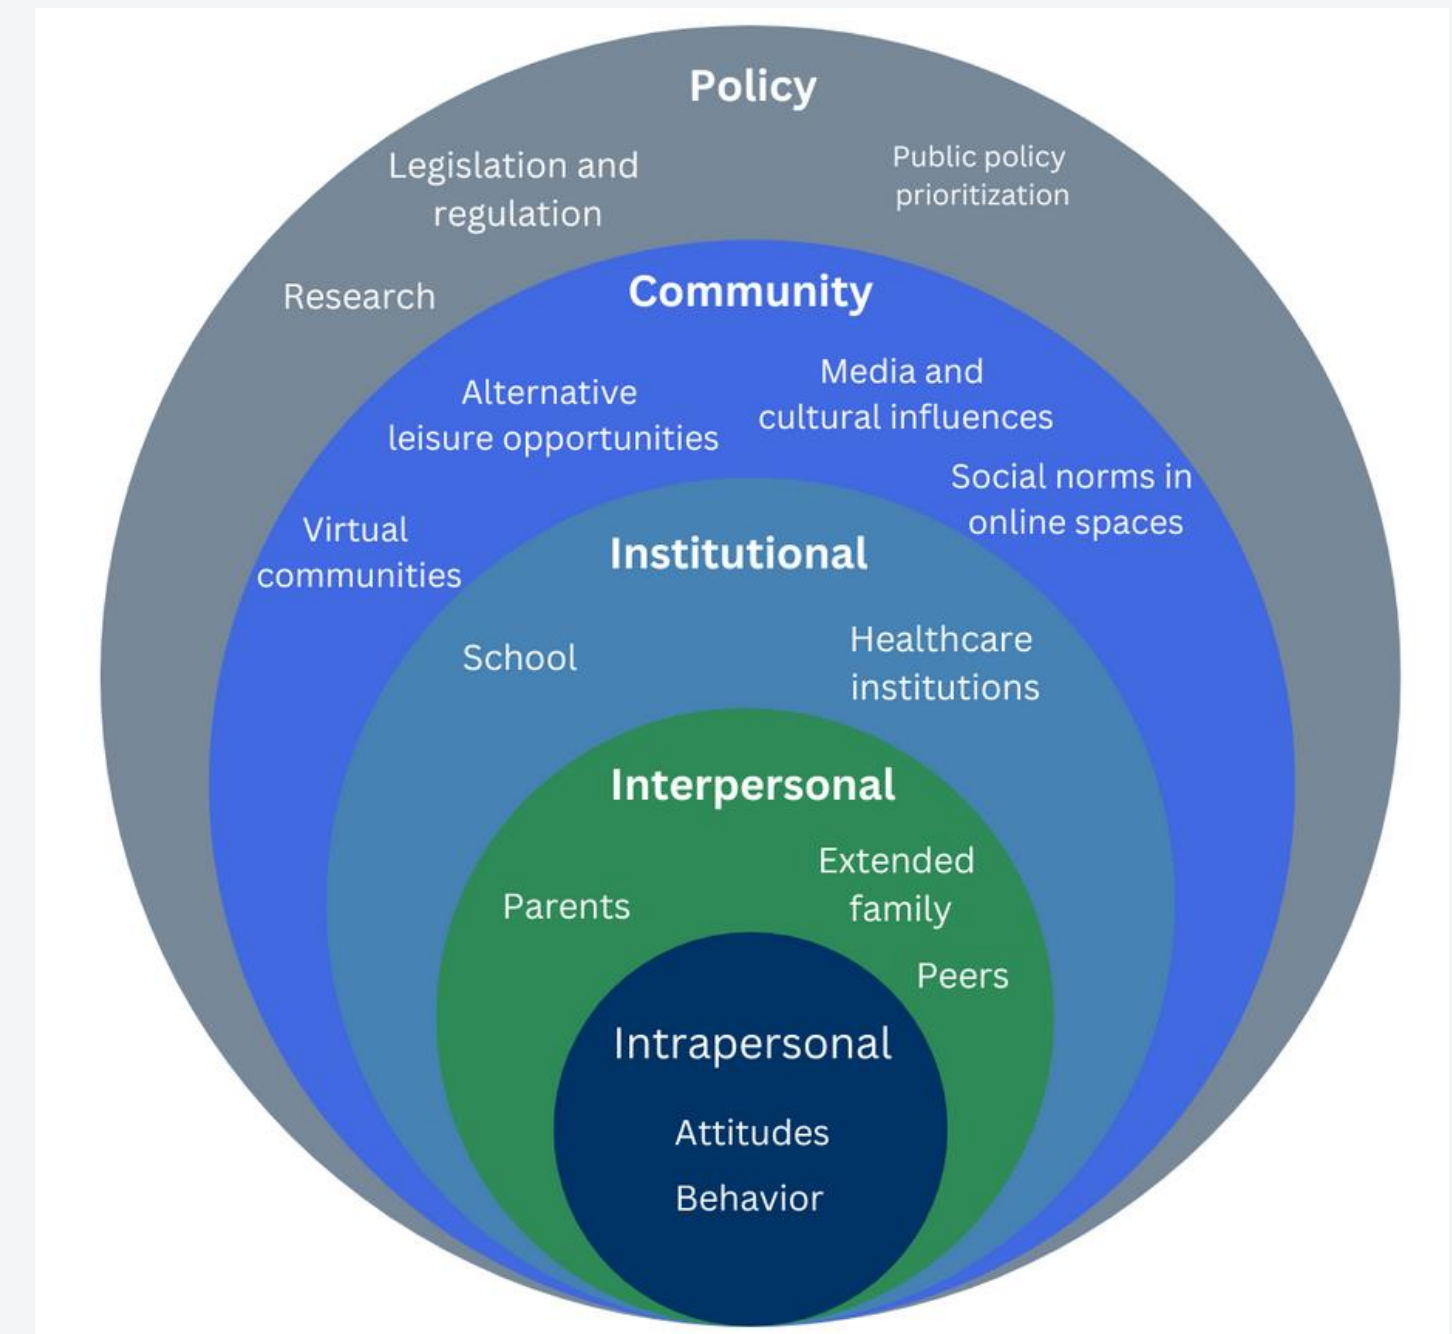 Policy
Legislation and
regulation
Public policy
prioritization
Research
Community
Alternative
leisure opportunities
Media and
cultural influences
Social norms in
online spaces
Virtual
communities
Institutional
School
Healthcare
institutions
Interpersonal
Parents
Extended
family
Peers
Intrapersonal
Attitudes
Behavior